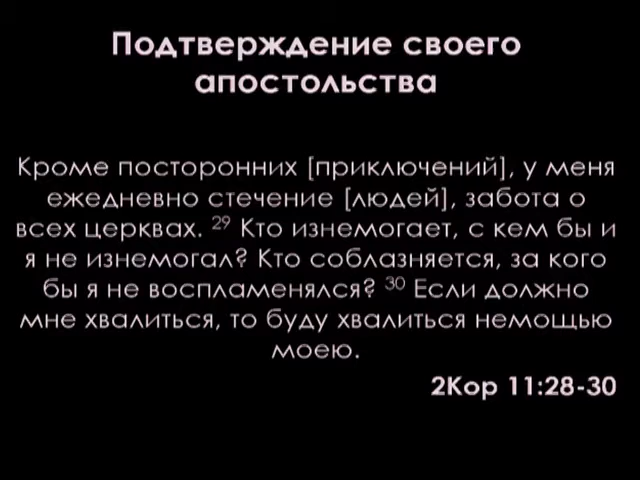 Подтверждение своего
апостольства
Кроме посторонних [приключений], у меня
ежедневно стечение [людей], забота о
всех церквах. 29 Кто изнемогает, с кем бы и
я не изнемогал? Кто соблазняется, за кого
бы я не воспламенялся? 30 Если должно
мне хвалиться, то буду хвалиться немощью
моею.
2Кор 11:28-30